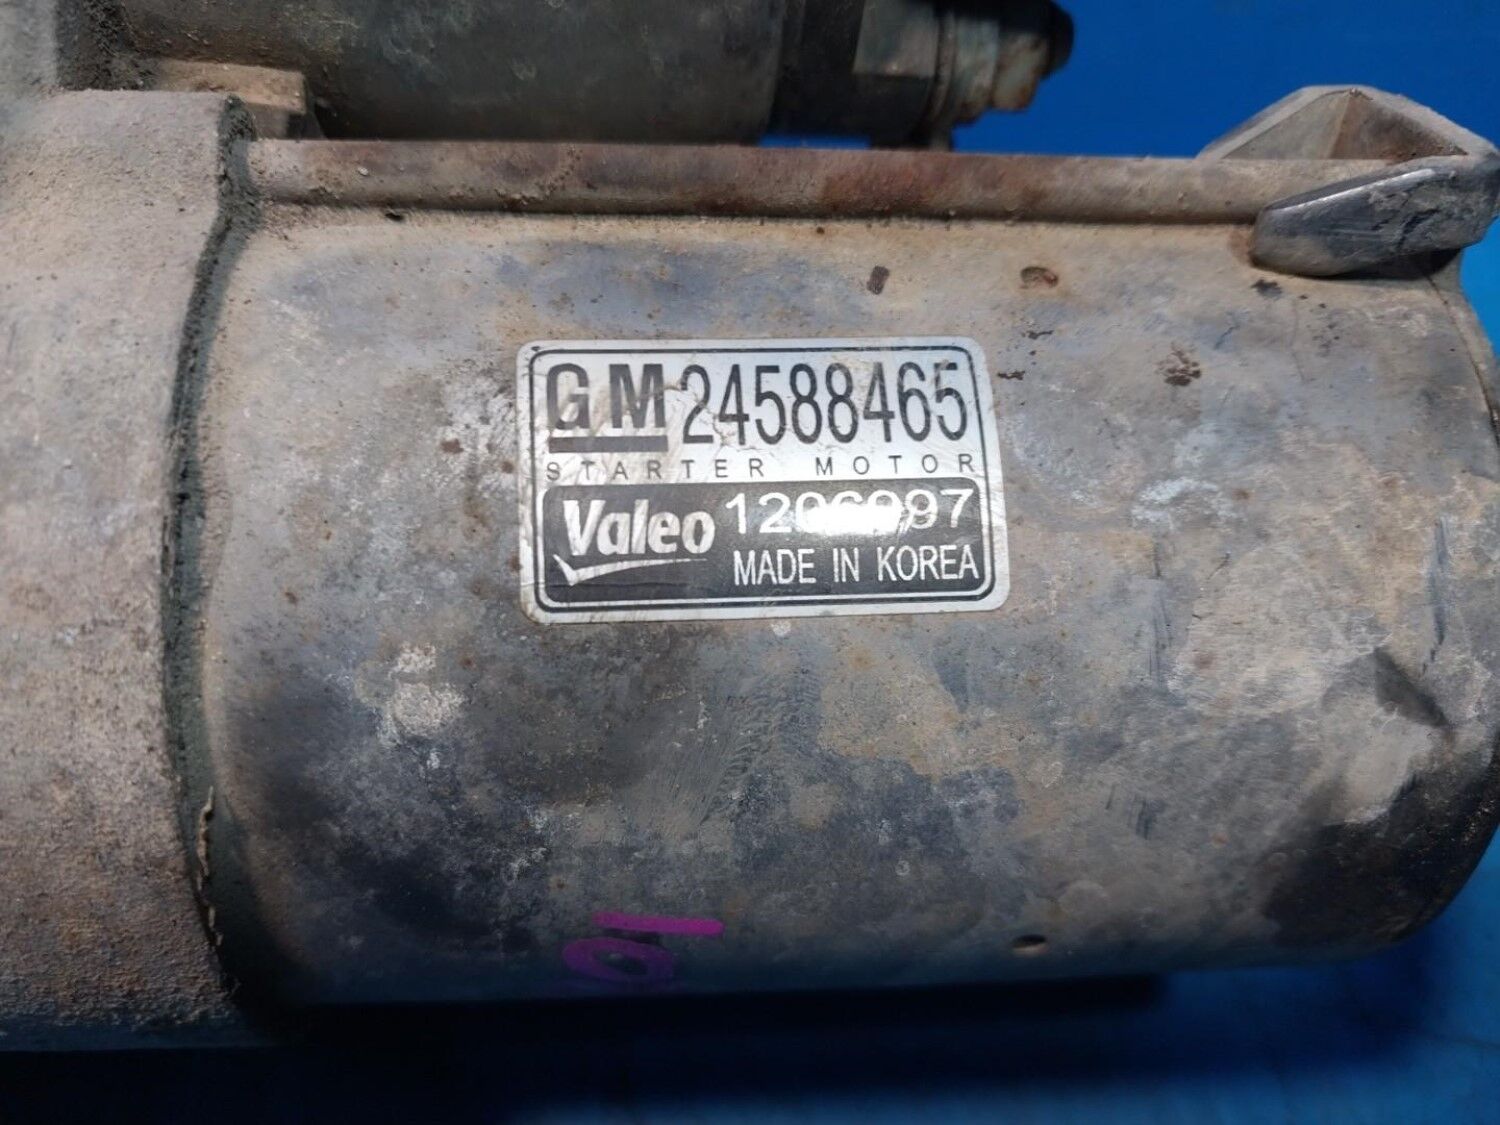 GM 24588465
STARTER MOTOR
Valeo
MADE IN KOREA